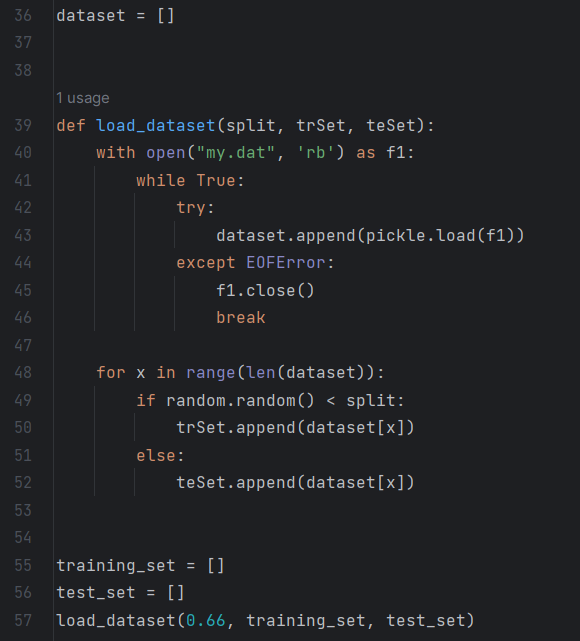 36 dataset = []
37
38
1 usage
39 def load_dataset(split, trSet, teSet):
40     with open("my.dat", 'rb') as f1:
41         while True:
42             try:
43                 dataset.append(pickle.load(f1))
44             except EOFError:
45                 f1.close()
46                 break
47
48     for x in range(len(dataset)):
49         if random.random() < split:
50             trSet.append(dataset[x])
51         else:
52             teSet.append(dataset[x])
53
54
55 training_set = []
56 test_set = []
57 load_dataset(0.66, training_set, test_set)